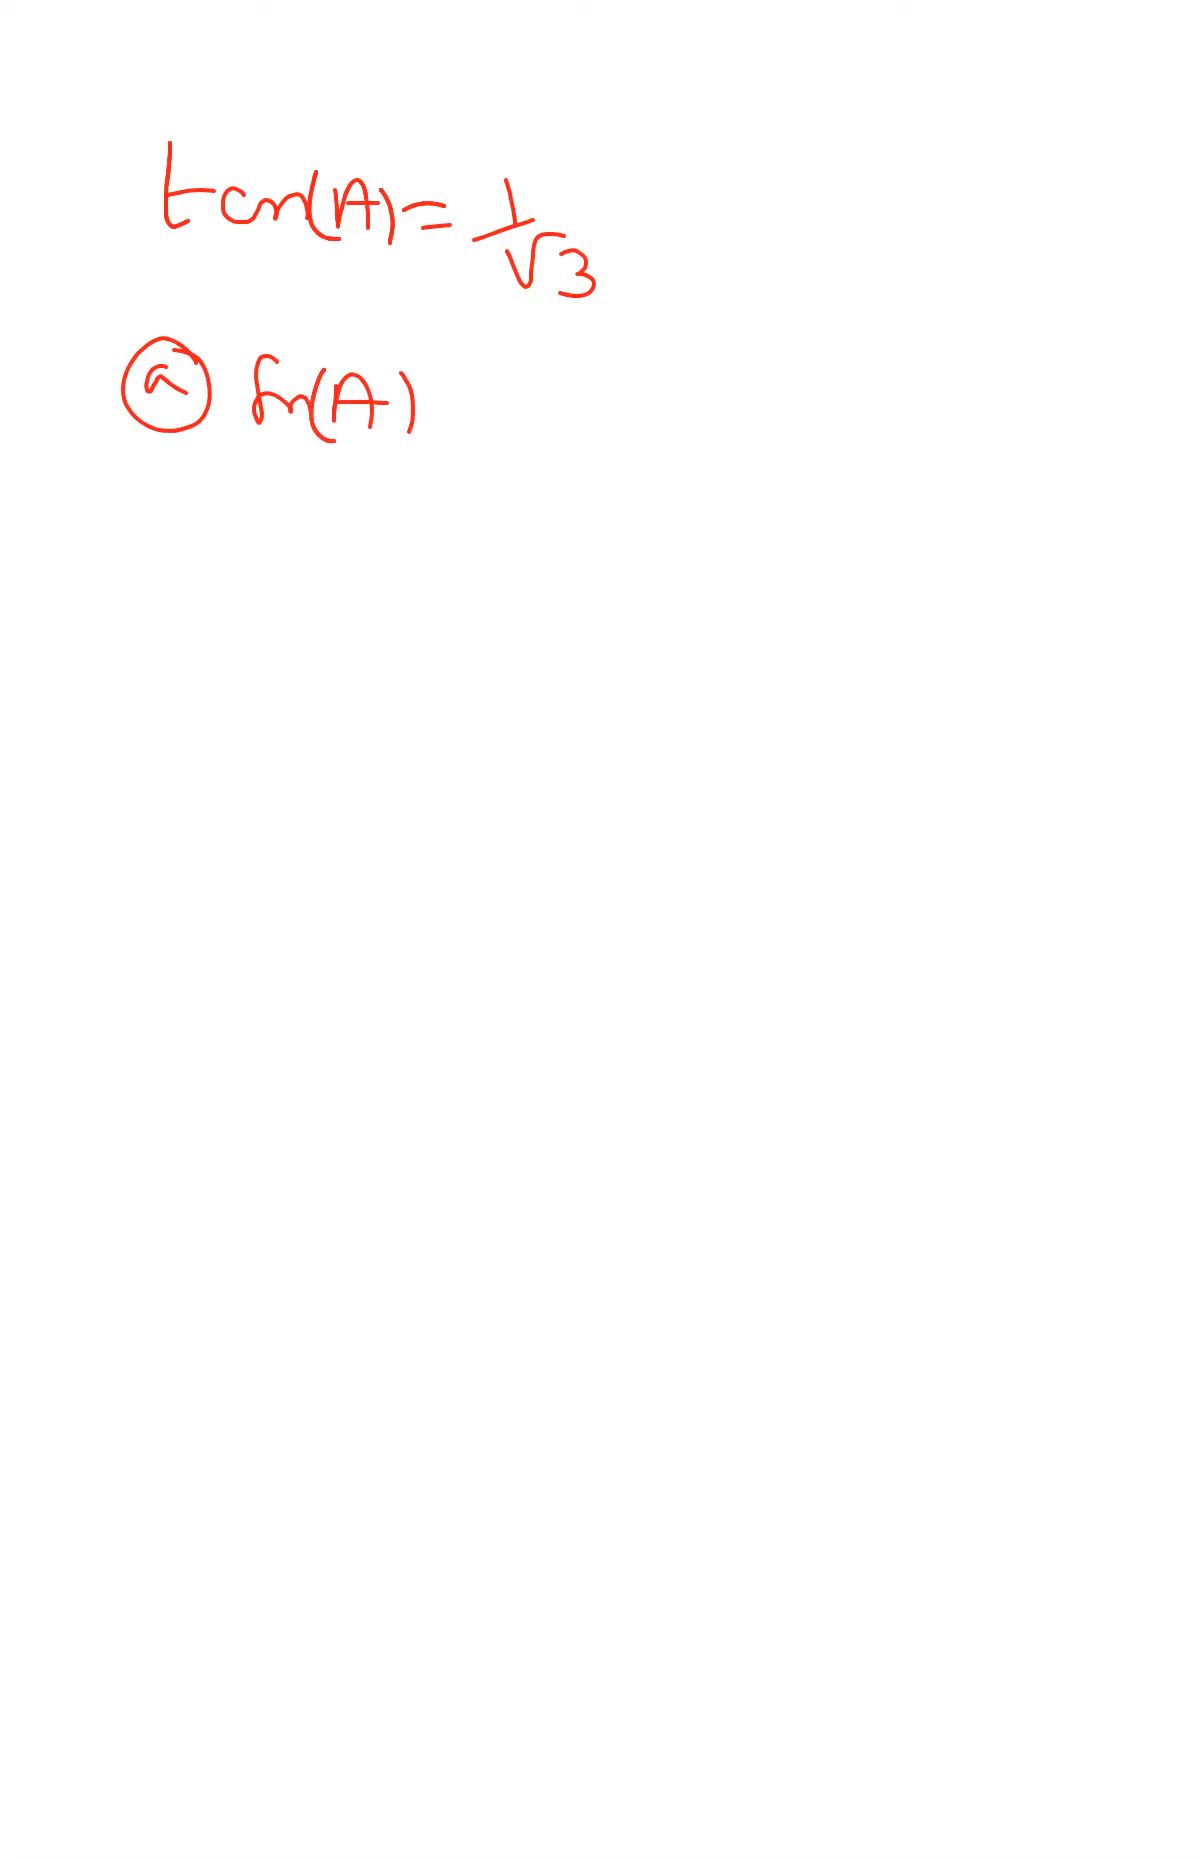 tan(A) = 1/√3
ⓐ sin(A)